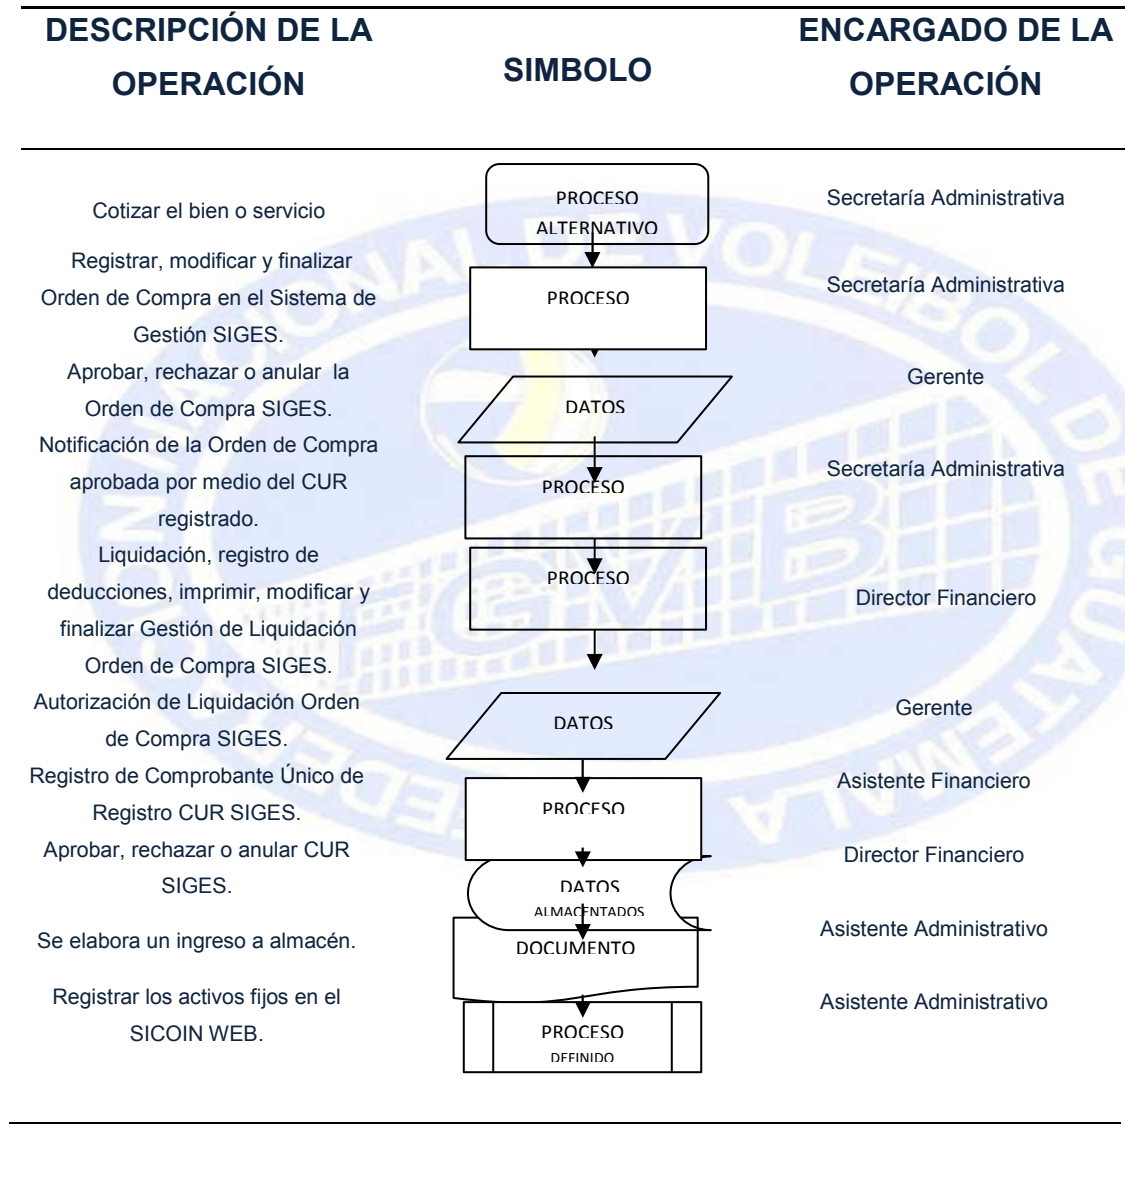 DESCRIPCIÓN DE LA
OPERACIÓN
SIMBOLO
ENCARGADO DE LA
OPERACIÓN
Cotizar el bien o servicio
PROCESO
ALTERNATIVO
Secretaría Administrativa
Registrar, modificar y finalizar
Orden de Compra en el Sistema de
Gestión SIGES.
PROCESO
Secretaría Administrativa
Aprobar, rechazar o anular la
Orden de Compra SIGES.
DATOS
Gerente
Notificación de la Orden de Compra
aprobada por medio del CUR
registrado.
PROCESO
Secretaría Administrativa
Liquidación, registro de
deducciones, imprimir, modificar y
finalizar Gestión de Liquidación
Orden de Compra SIGES.
PROCESO
Director Financiero
Autorización de Liquidación Orden
de Compra SIGES.
DATOS
Gerente
Registro de Comprobante Único de
Registro CUR SIGES.
PROCESO
Asistente Financiero
Aprobar, rechazar o anular CUR
SIGES.
DATOS
ALMACENTADOS
Director Financiero
Se elabora un ingreso a almacén.
DOCUMENTO
Asistente Administrativo
Registrar los activos fijos en el
SICOIN WEB.
PROCESO
DEFINIDO
Asistente Administrativo
NACIONAL DE VOLEIBOL DE GUATEMALA